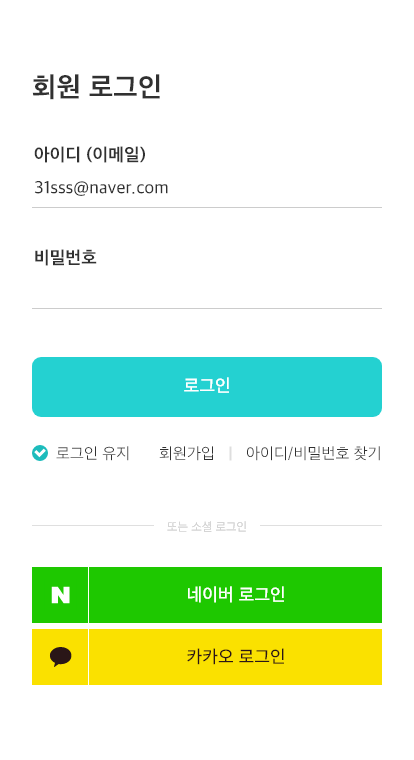 회원 로그인
아이디 (이메일)
31sss@naver.com
비밀번호
로그인
로그인 유지 회원가입 | 아이디/비밀번호 찾기
또는 소셜 로그인
N 네이버 로그인
카카오 로그인